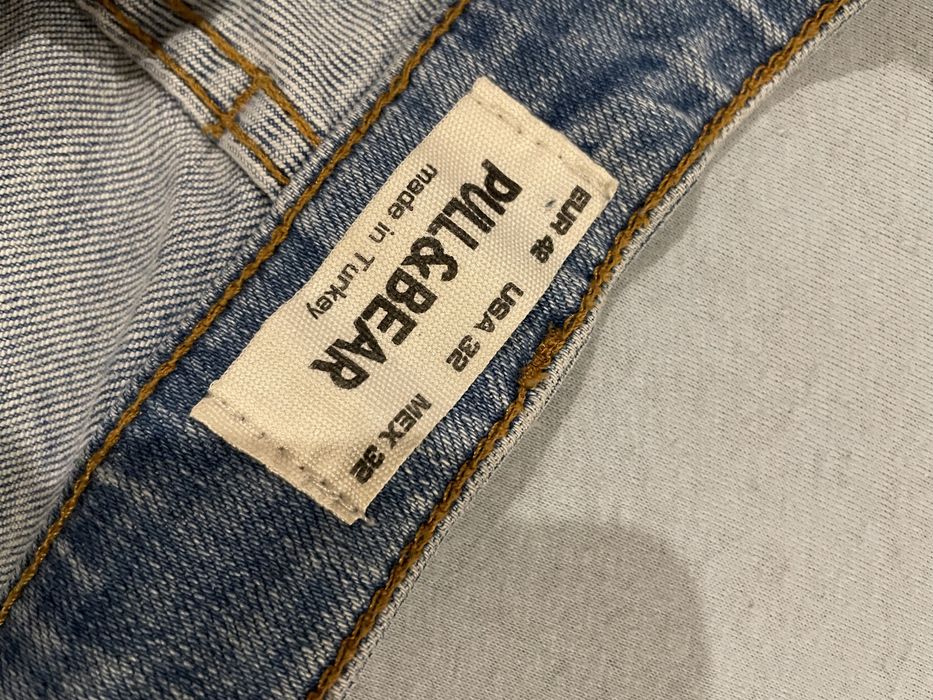 EUR 42 USA 32 MEX 32
PULL&BEAR
made in Turkey